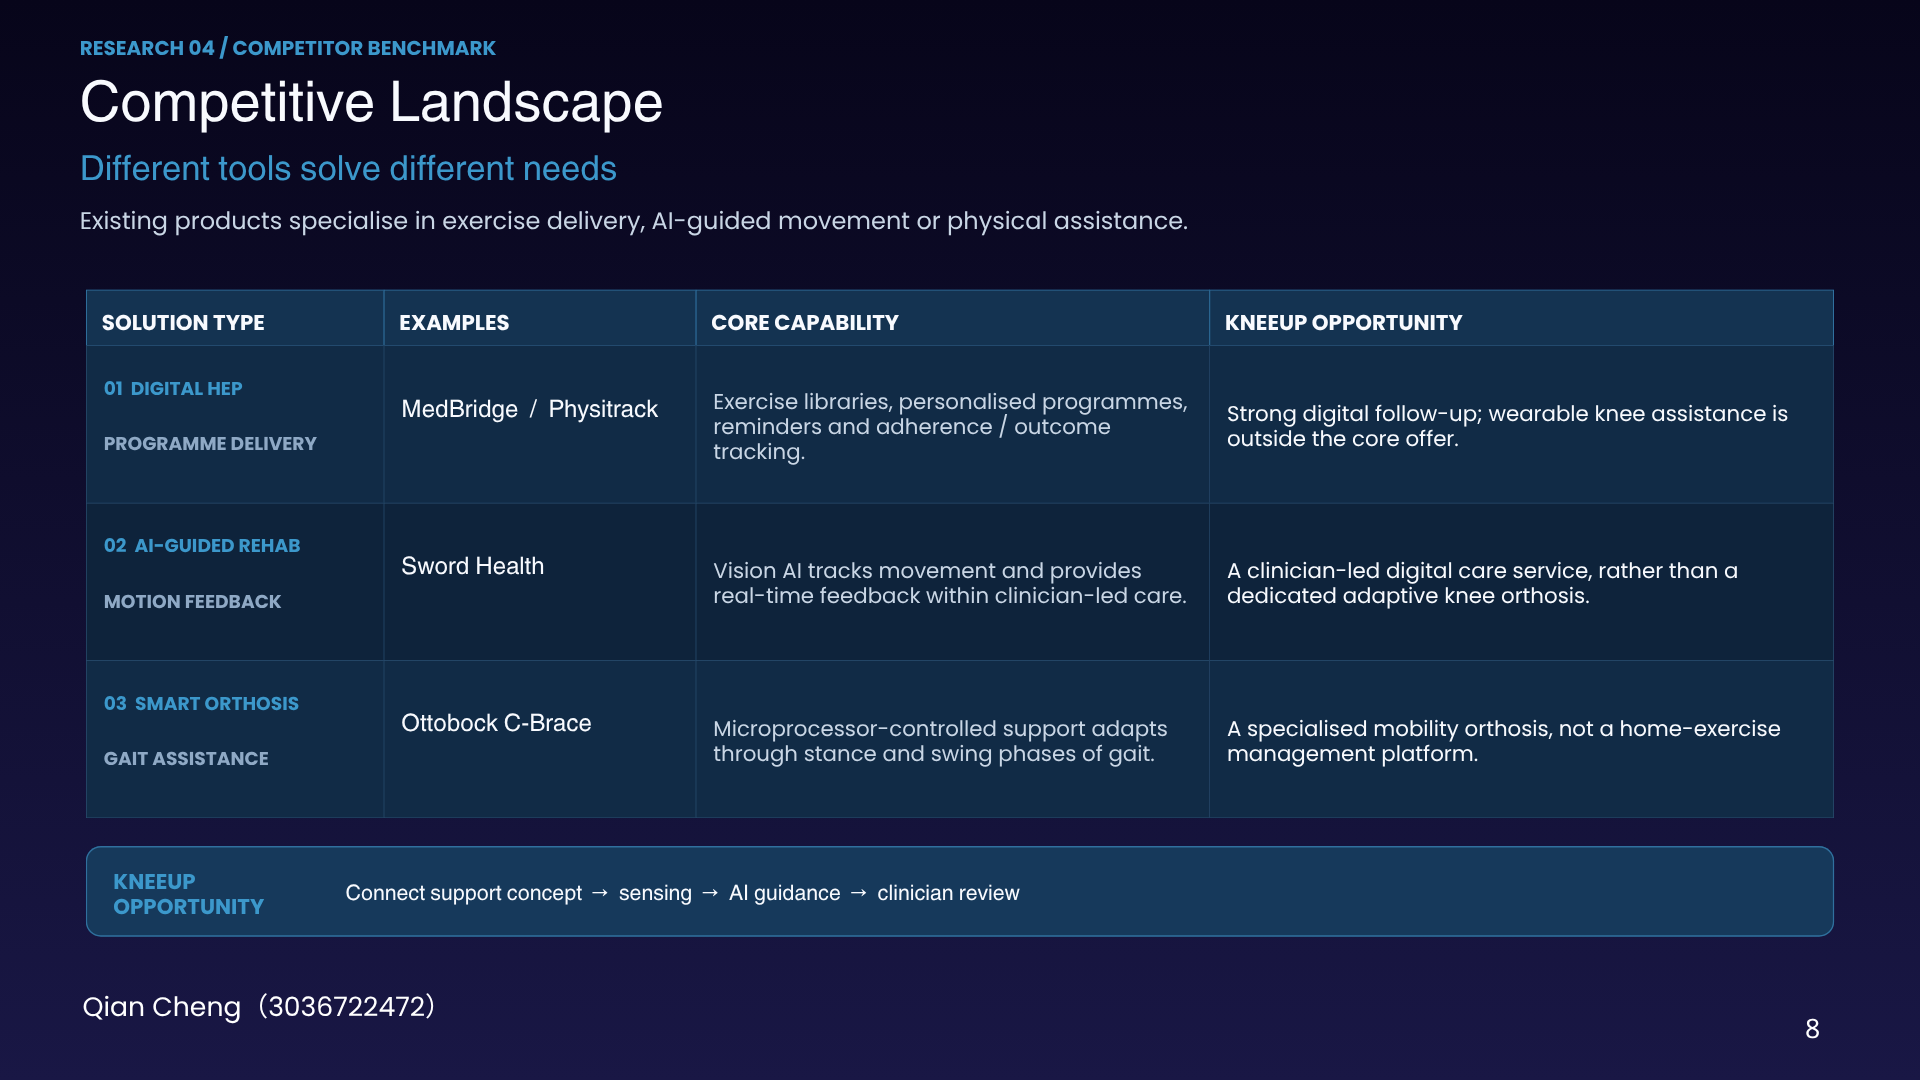 RESEARCH 04 / COMPETITOR BENCHMARK
Competitive Landscape
Different tools solve different needs
Existing products specialise in exercise delivery, AI-guided movement or physical assistance.
SOLUTION TYPE
EXAMPLES
CORE CAPABILITY
KNEEUP OPPORTUNITY
01 DIGITAL HEP
PROGRAMME DELIVERY
MedBridge / Physitrack
Exercise libraries, personalised programmes,
reminders and adherence / outcome
tracking.
Strong digital follow-up; wearable knee assistance is
outside the core offer.
02 AI-GUIDED REHAB
MOTION FEEDBACK
Sword Health
Vision AI tracks movement and provides
real-time feedback within clinician-led care.
A clinician-led digital care service, rather than a
dedicated adaptive knee orthosis.
03 SMART ORTHOSIS
GAIT ASSISTANCE
Ottobock C-Brace
Microprocessor-controlled support adapts
through stance and swing phases of gait.
A specialised mobility orthosis, not a home-exercise
management platform.
KNEEUP
OPPORTUNITY
Connect support concept → sensing → AI guidance → clinician review
Qian Cheng（3036722472）
8